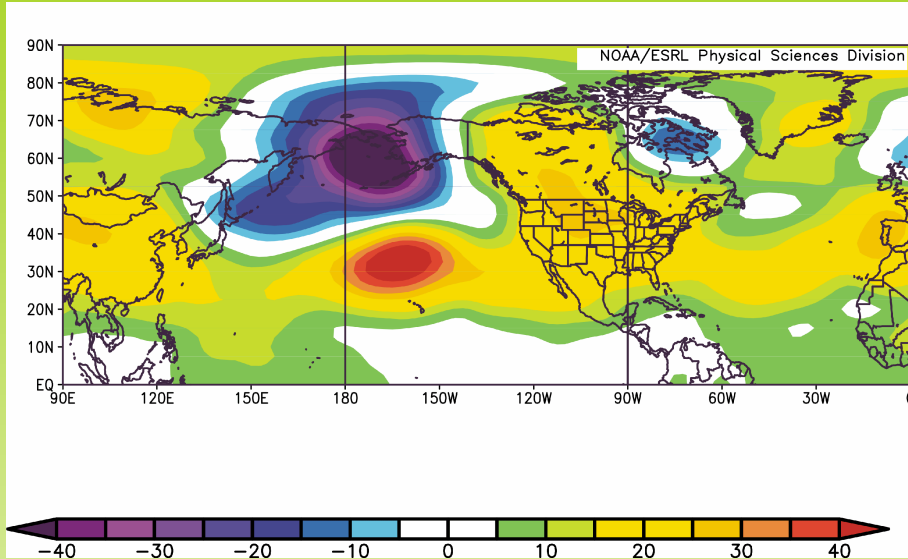 NOAA/ESRL Physical Sciences Division
90N
80N
70N
60N
50N
40N
30N
20N
10N
EQ
90E 120E 150E 180 150W 120W 90W 60W 30W
-40 -30 -20 -10 0 10 20 30 40